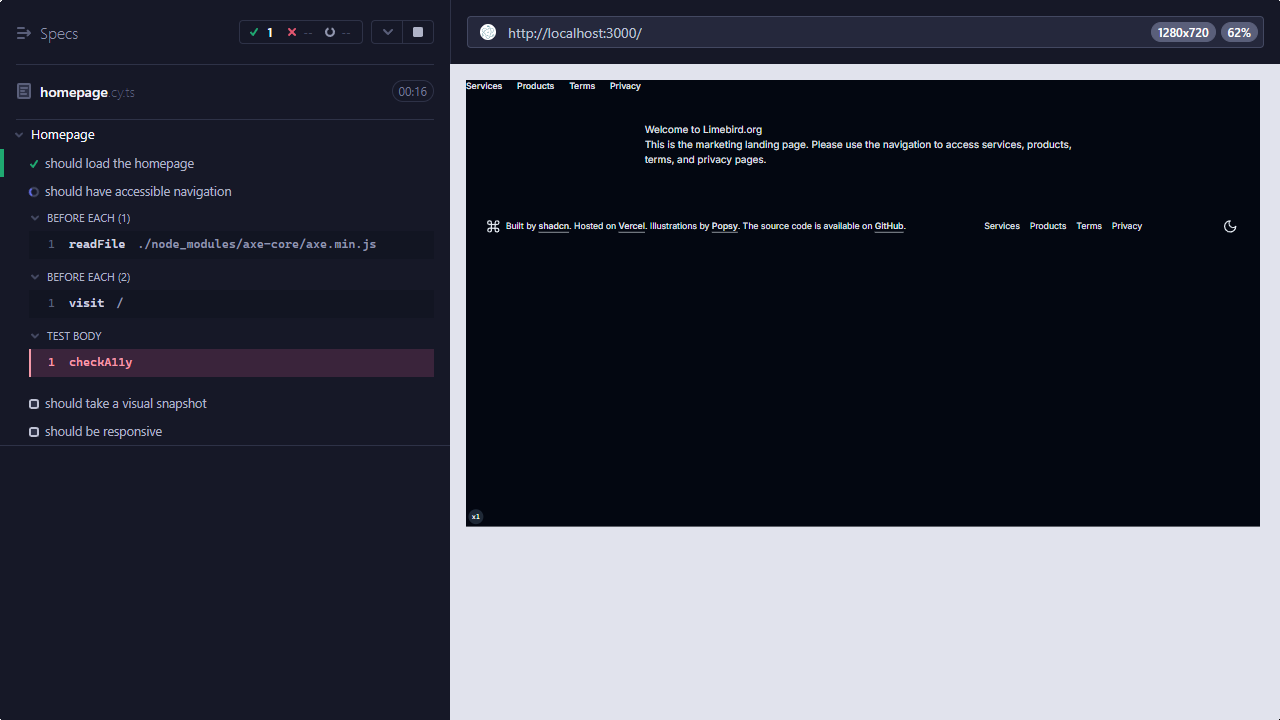 Specs
1 -- --
homepage.cy.ts
00:16
Homepage
should load the homepage
should have accessible navigation
BEFORE EACH (1)
1 readFile ./node_modules/axe-core/axe.min.js
BEFORE EACH (2)
1 visit /
TEST BODY
1 checkA11y
should take a visual snapshot
should be responsive
http://localhost:3000/
1280x720 62%
Services Products Terms Privacy
Welcome to Limebird.org
This is the marketing landing page. Please use the navigation to access services, products,
terms, and privacy pages.
Built by shadcn. Hosted on Vercel. Illustrations by Popsy. The source code is available on GitHub.
Services Products Terms Privacy
x1